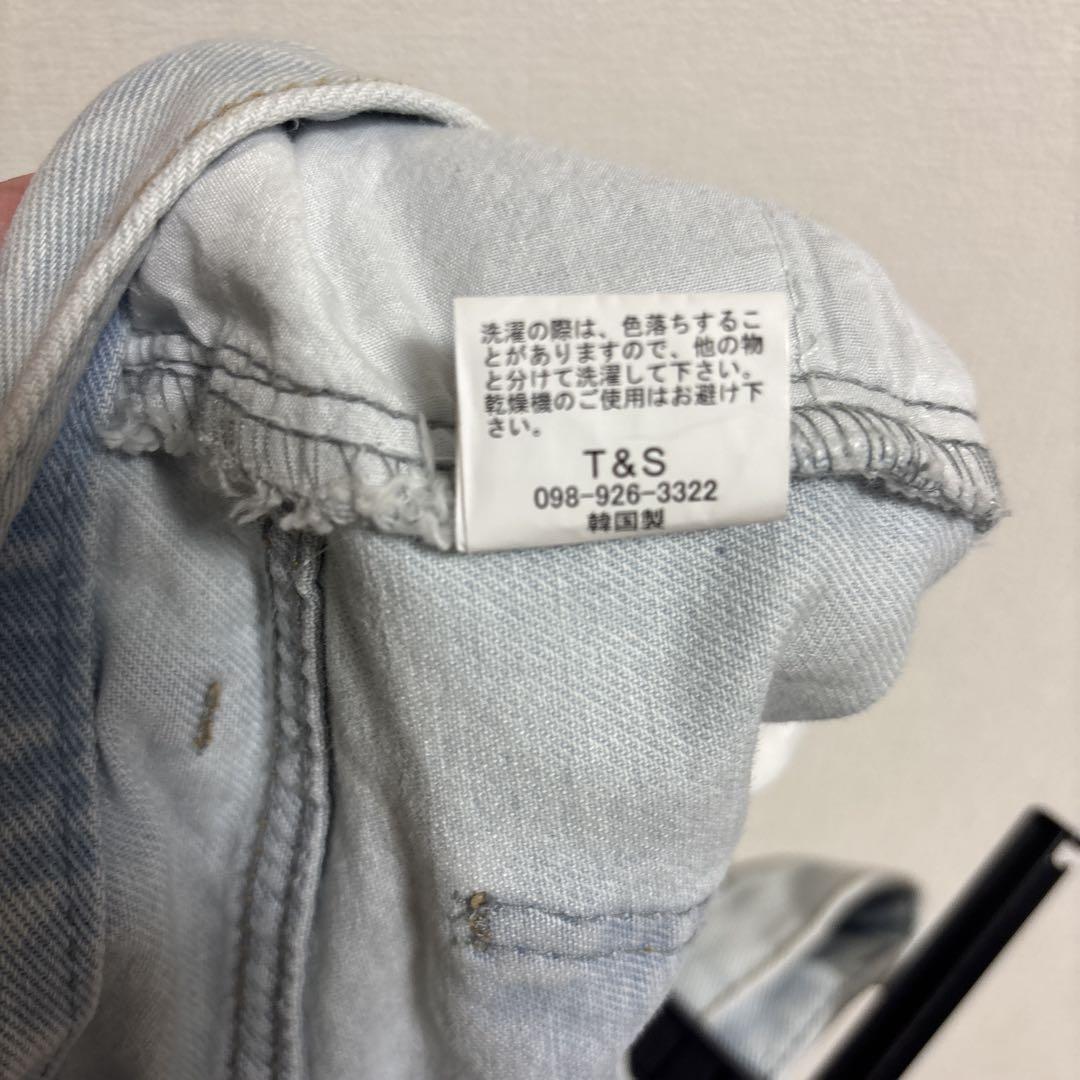 洗濯の際は、色落ちするこ
とがありますので、他の物
と分けて洗濯して下さい。
乾燥機のご使用はお避け下
さい。
T&S
098-926-3322
韓国製